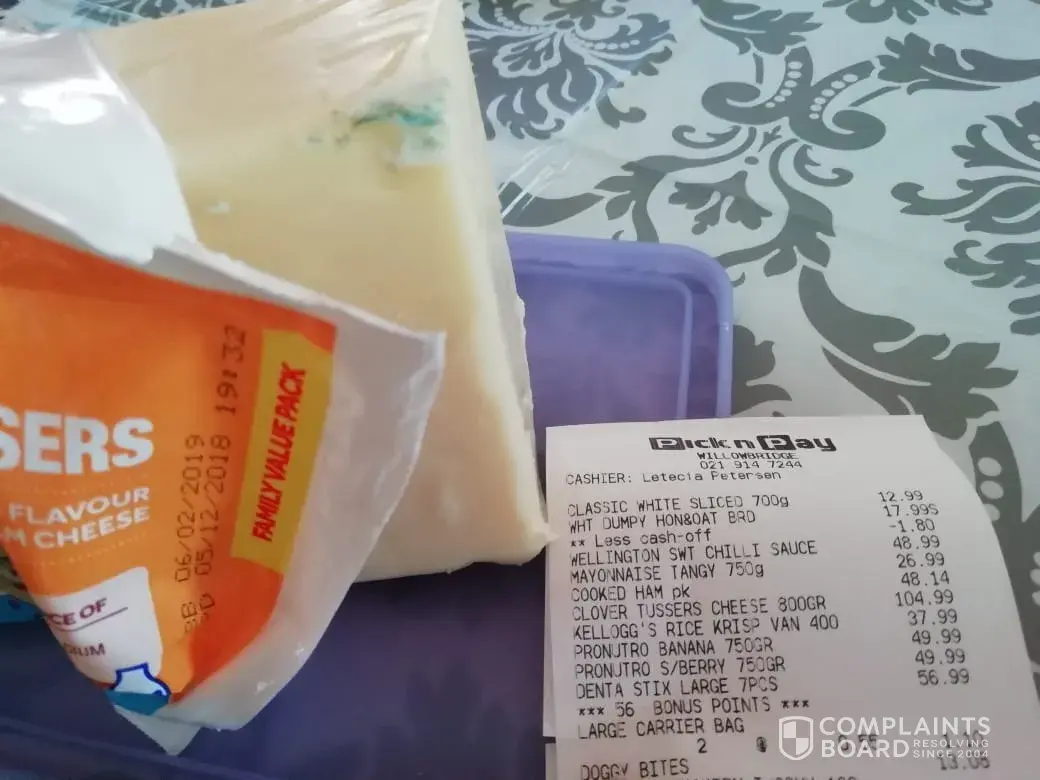 SERS
FLAVOUR
M CHEESE
BB 06/02/2019
05/12/2018 19:32
FAMILY VALUE PACK
CE OF
DIUM
Pick n Pay
WILLOWBRIDGE
021 914 7244
CASHIER: Letecia Petersen
CLASSIC WHITE SLICED 700g 12.99
WHT DUMPY HON&OAT BRD 17.99S
** Less cash-off -1.80
WELLINGTON SWT CHILLI SAUCE 48.99
MAYONNAISE TANGY 750g 26.99
COOKED HAM pk 48.14
CLOVER TUSSERS CHEESE 800GR 104.99
KELLOGG'S RICE KRISP VAN 400 37.99
PRONUTRO BANANA 750GR 49.99
PRONUTRO S/BERRY 750GR 49.99
DENTA STIX LARGE 7PCS 56.99
*** 56 BONUS POINTS ***
LARGE CARRIER BAG
2 @
DOGGY BITES
COMPLAINTS
BOARD RESOLVING
SINCE 2004